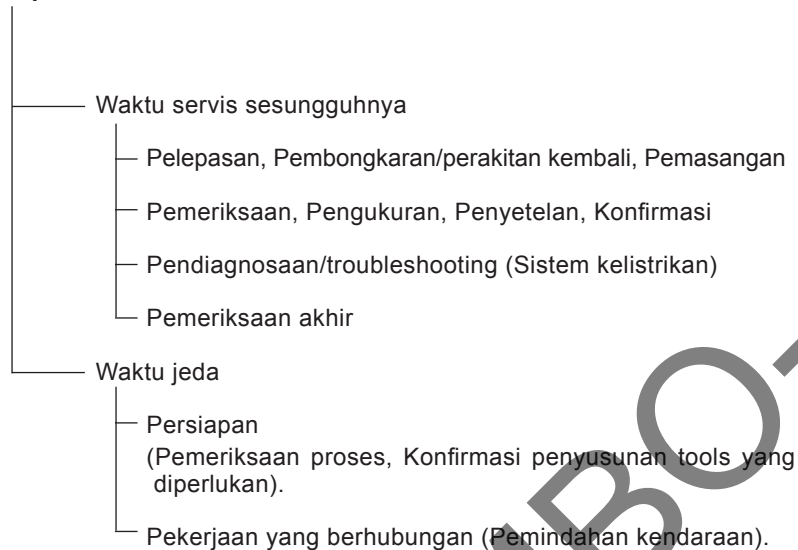 Waktu servis sesungguhnya
Pelepasan, Pembongkaran/perakitan kembali, Pemasangan
Pemeriksaan, Pengukuran, Penyetelan, Konfirmasi
Pendiagnosaan/troubleshooting (Sistem kelistrikan)
Pemeriksaan akhir
Waktu jeda
Persiapan
(Pemeriksaan proses, Konfirmasi penyusunan tools yang
diperlukan).
Pekerjaan yang berhubungan (Pemindahan kendaraan).